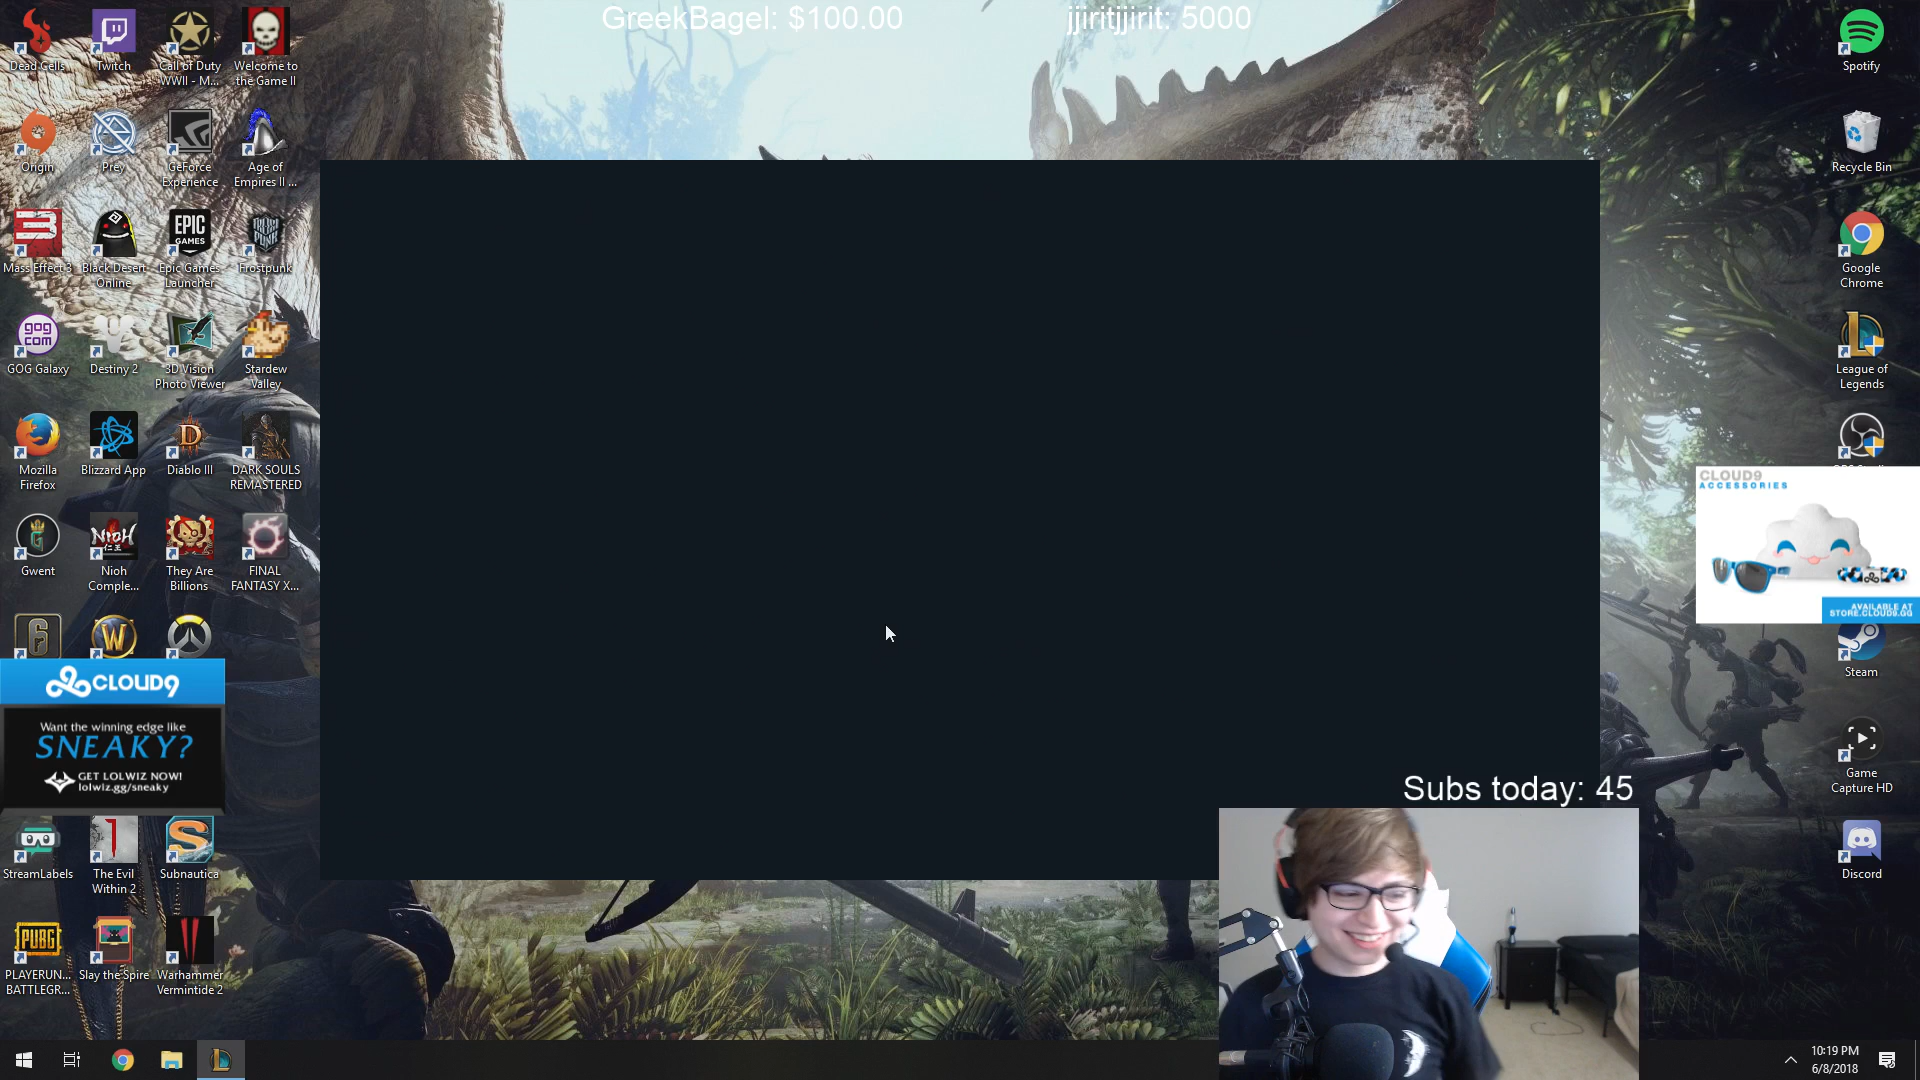 GreekBagel: $100.00
jjiritjjirit: 5000
Dead Cells
Twitch
Call of Duty
WWII - M...
Welcome to
the Game II
Spotify
Origin
Prey
GeForce
Experience
Age of
Empires II ...
Recycle Bin
Mass Effect 3
Black Desert
Online
EPIC
GAMES
Epic Games
Launcher
Frostpunk
Google
Chrome
gog
com
GOG Galaxy
Destiny 2
3D Vision
Photo Viewer
Stardew
Valley
League of
Legends
Mozilla
Firefox
Blizzard App
Diablo III
DARK SOULS
REMASTERED
CLOUD9
ACCESSORIES
Gwent
NIOH
Nioh
Comple...
They Are
Billions
FINAL
FANTASY X...
AVAILABLE AT
STORE.CLOUD9.GG
CLOUD9
Want the winning edge like
SNEAKY?
GET LOLWIZ NOW!
lolwiz.gg/sneaky
Steam
Game
Capture HD
Subs today: 45
StreamLabels
The Evil
Within 2
Subnautica
Discord
PUBG
PLAYERUN...
BATTLEGR...
Slay the Spire
Warhammer
Vermintide 2
10:19 PM
6/8/2018